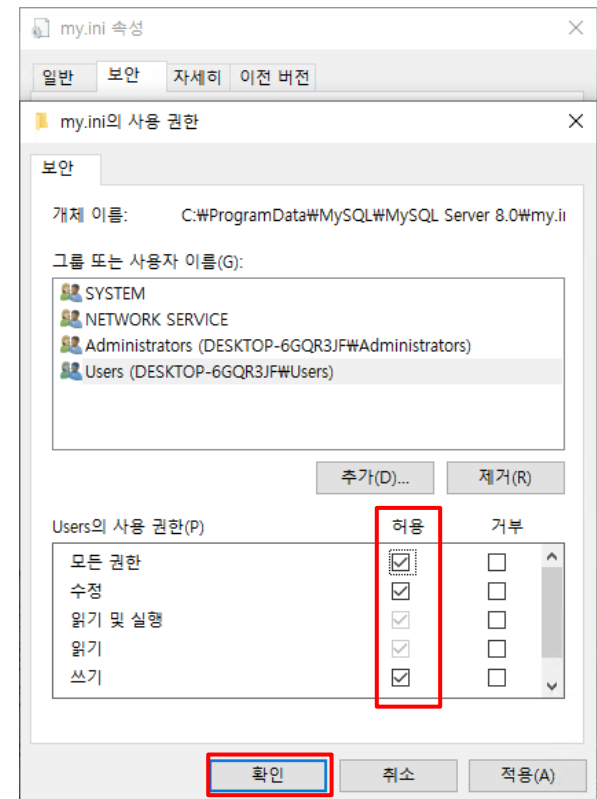 my.ini 속성
일반 보안 자세히 이전 버전
my.ini의 사용 권한
보안
개체 이름: C:₩ProgramData₩MySQL₩MySQL Server 8.0₩my.ir
그룹 또는 사용자 이름(G):
SYSTEM
NETWORK SERVICE
Administrators (DESKTOP-6GQR3JF₩Administrators)
Users (DESKTOP-6GQR3JF₩Users)
추가(D)... 제거(R)
Users의 사용 권한(P) 허용 거부
모든 권한
수정
읽기 및 실행
읽기
쓰기
확인 취소 적용(A)